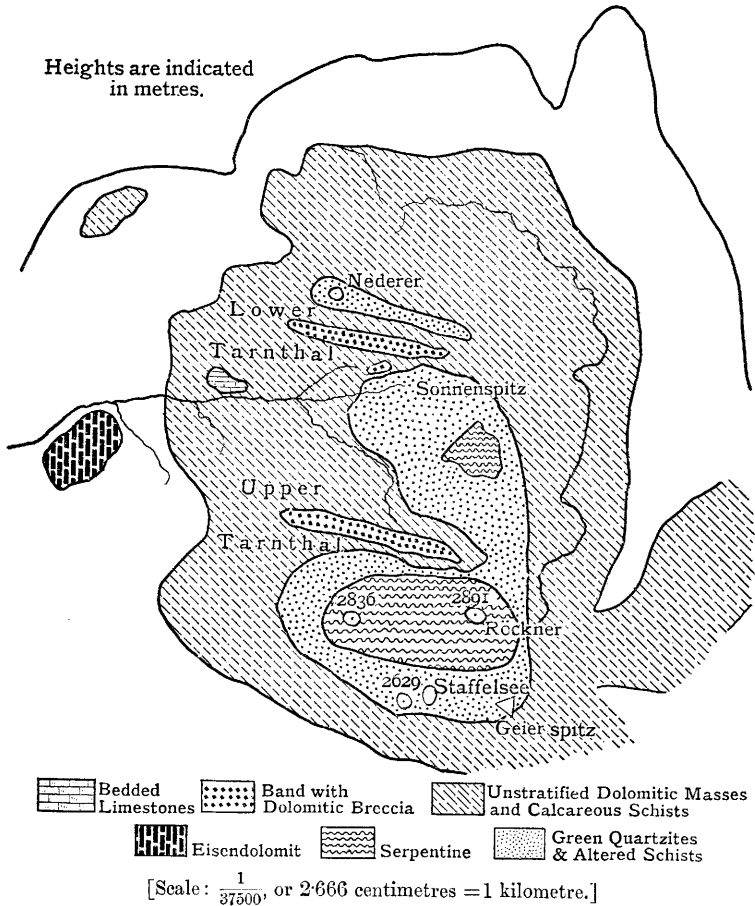 Heights are indicated
in metres.
Nederer
Lower
Tarnthal
Sonnenspitz
Upper
Tarnthal
2836
2891
Reckner
2629
Staffelsee
Geier spitz
Bedded
Limestones
Band with
Dolomitic Breccia
Unstratified Dolomitic Masses
and Calcareous Schists
Eisendolomit
Serpentine
Green Quartzites
& Altered Schists
[Scale: 1/37500, or 2·666 centimetres = 1 kilometre.]